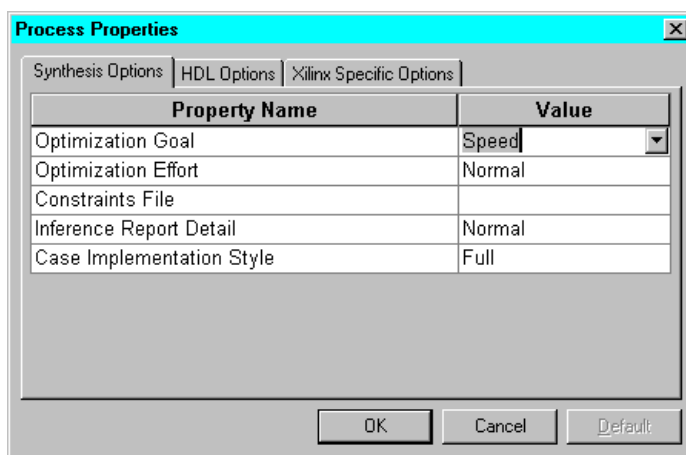 Process Properties
Synthesis Options HDL Options Xilinx Specific Options
Property Name Value
Optimization Goal Speed
Optimization Effort Normal
Constraints File
Inference Report Detail Normal
Case Implementation Style Full
OK Cancel Default